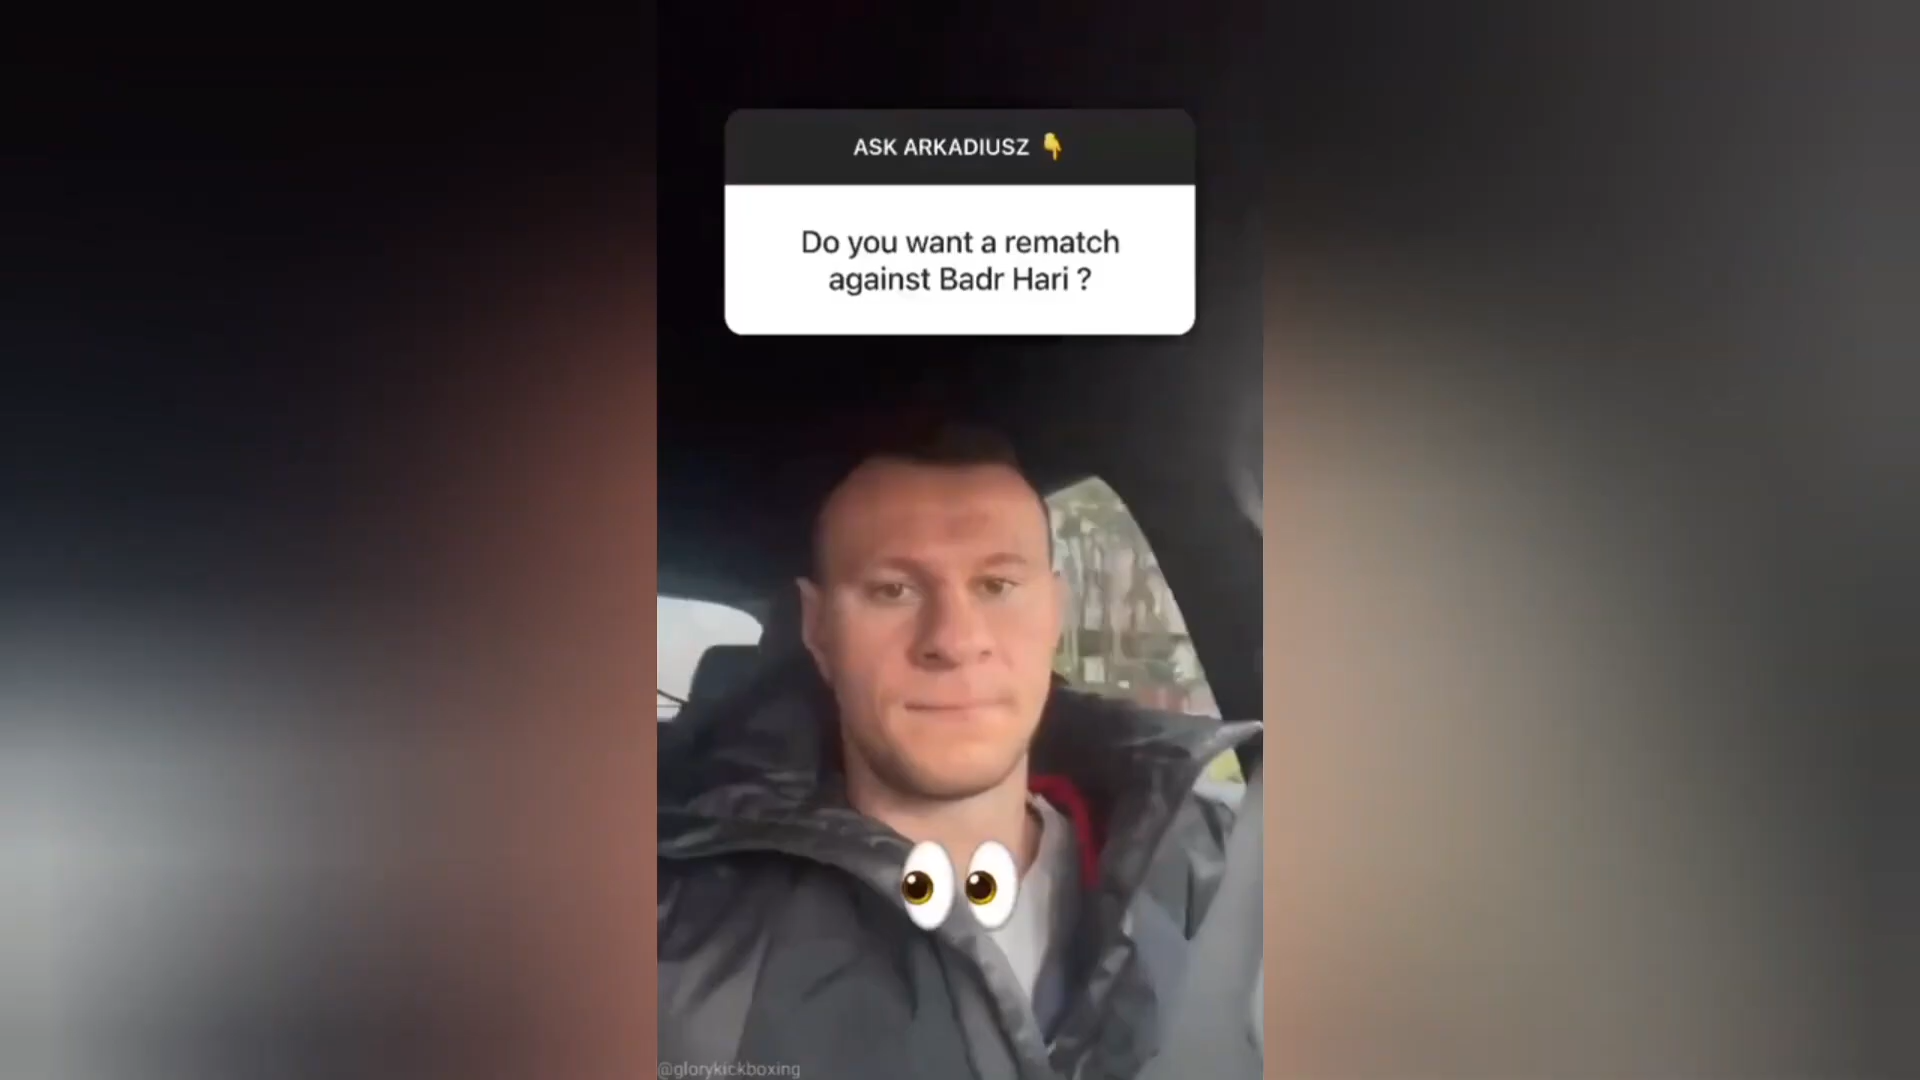 ASK ARKADIUSZ 👇
Do you want a rematch
against Badr Hari ?
@glorykickboxing